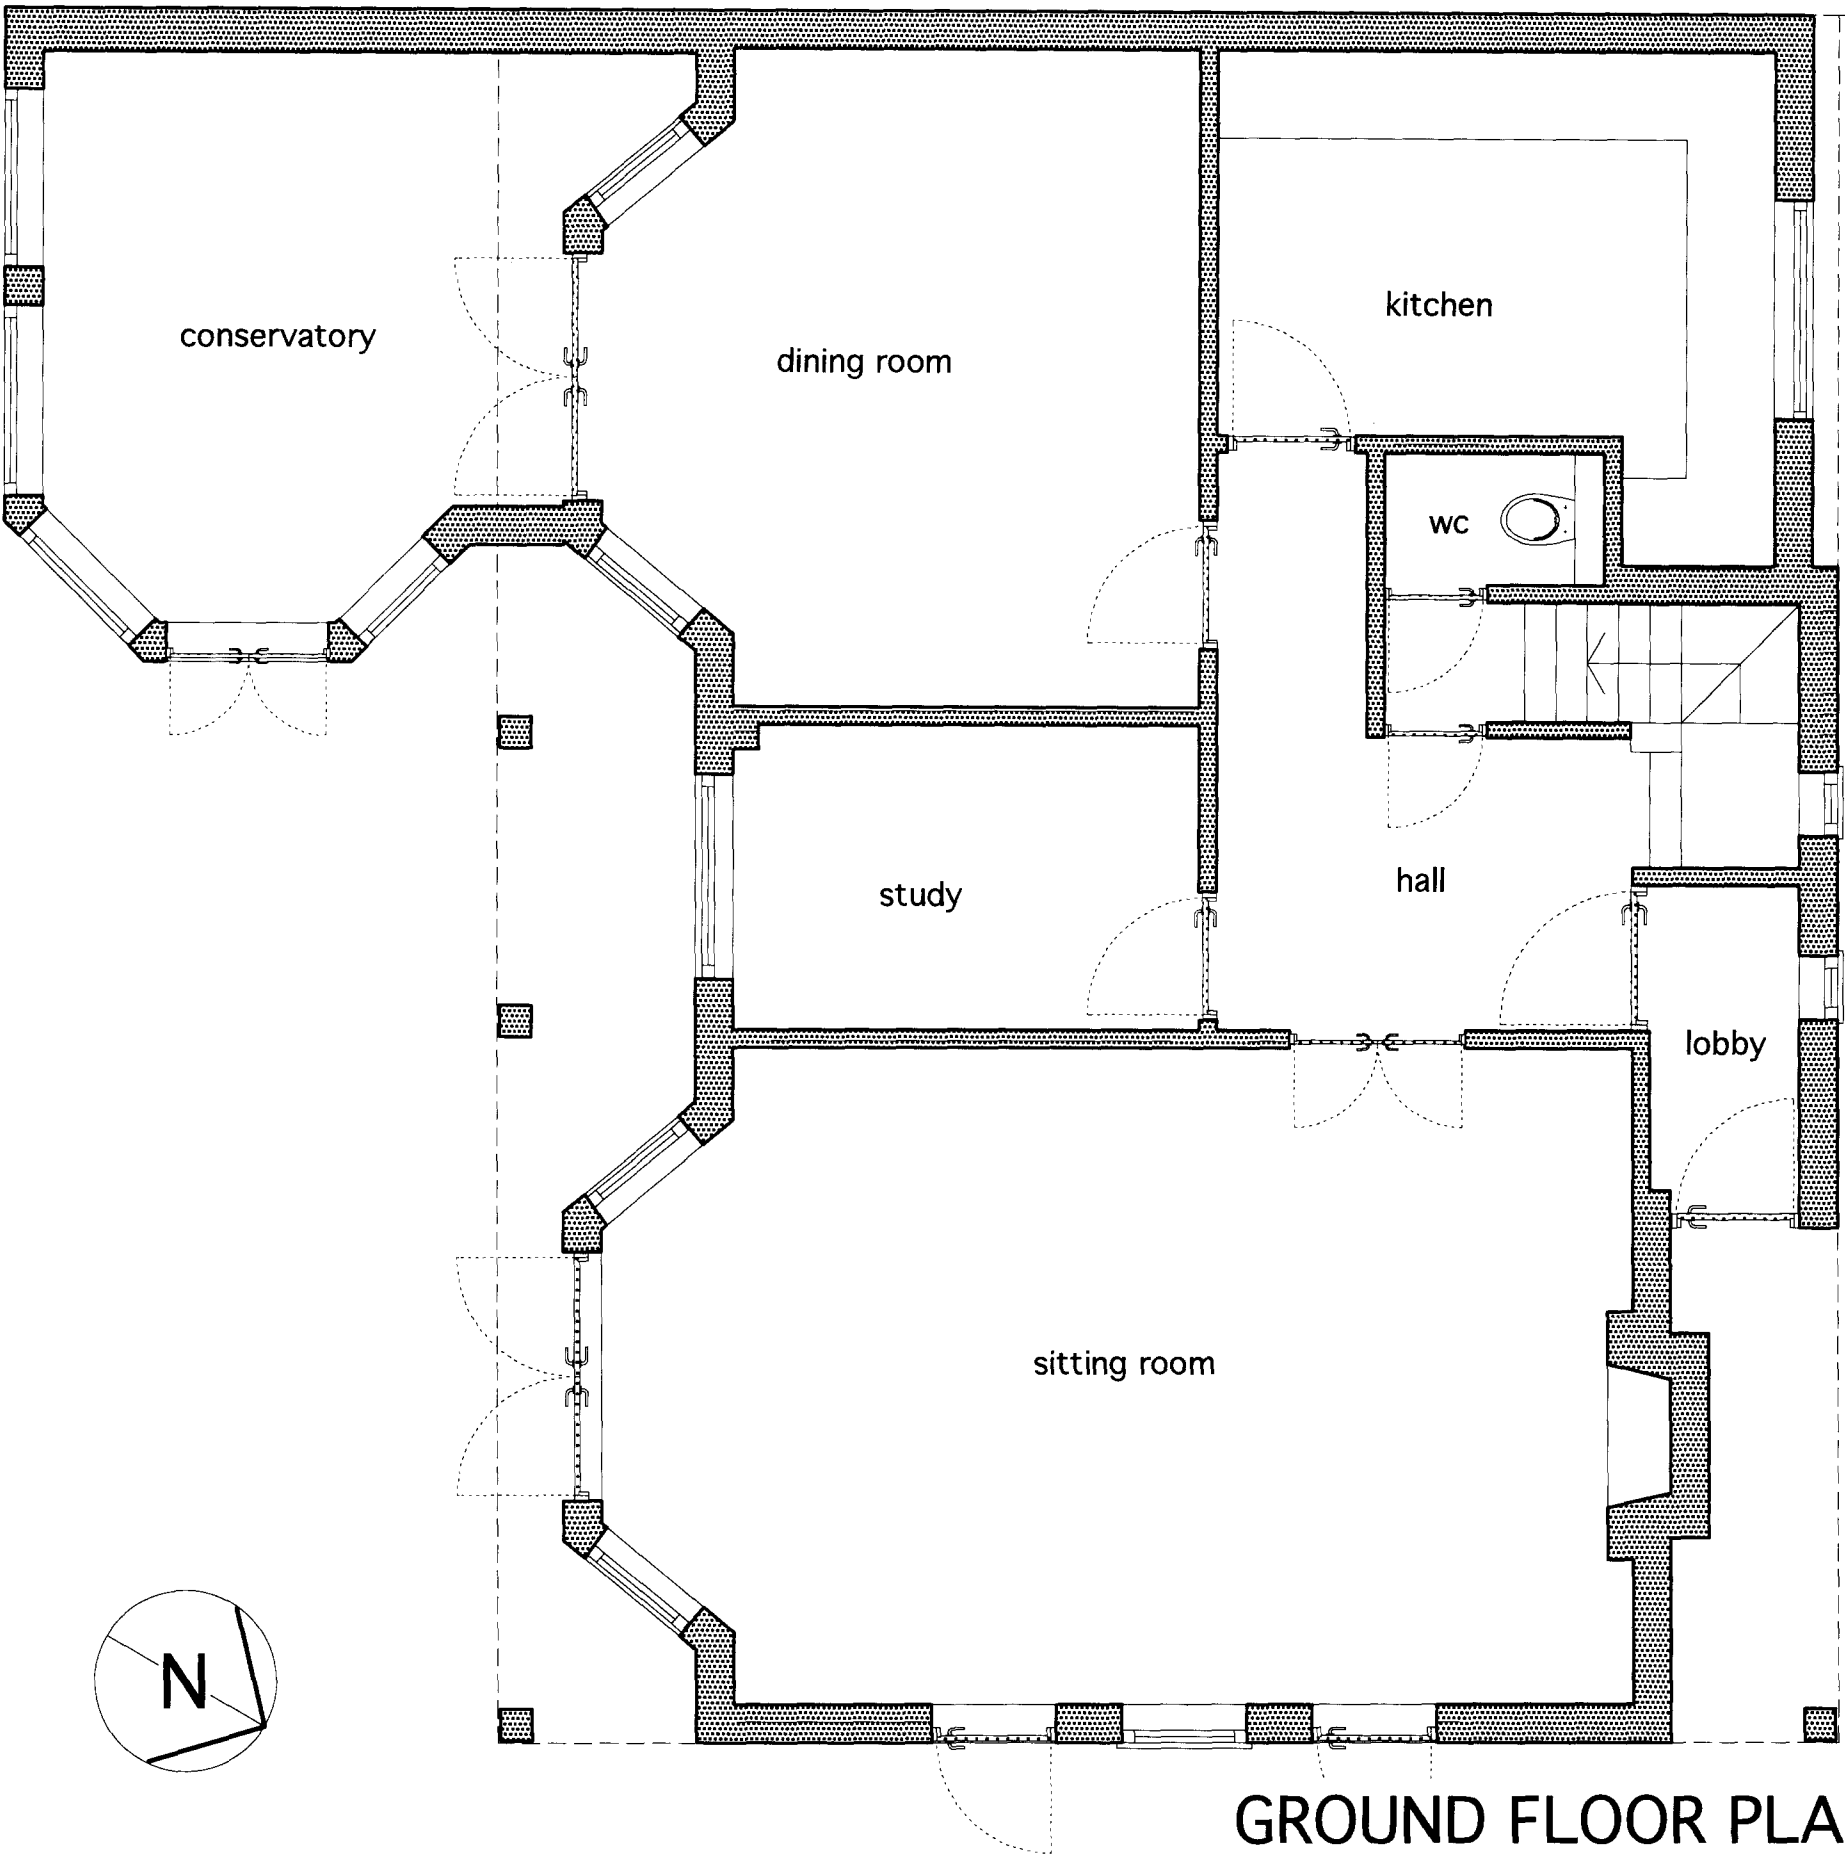 kitchen
conservatory
dining room
wc
hall
study
lobby
sitting room
N
GROUND FLOOR PLA